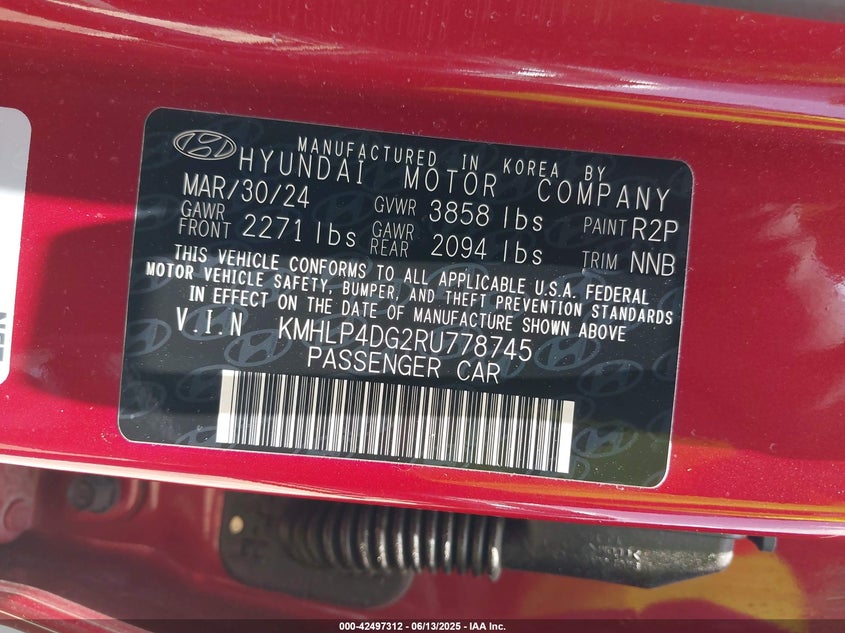 MANUFACTURED IN KOREA BY
HYUNDAI MOTOR COMPANY
MAR/30/24 GVWR 3858 lbs PAINT R2P
GAWR FRONT 2271 lbs GAWR REAR 2094 lbs TRIM NNB
THIS VEHICLE CONFORMS TO ALL APPLICABLE U.S.A. FEDERAL
MOTOR VEHICLE SAFETY, BUMPER, AND THEFT PREVENTION STANDARDS
IN EFFECT ON THE DATE OF MANUFACTURE SHOWN ABOVE
V.I.N KMHLP4DG2RU778745
PASSENGER CAR
000-42497312 - 06/13/2025 - IAA Inc.